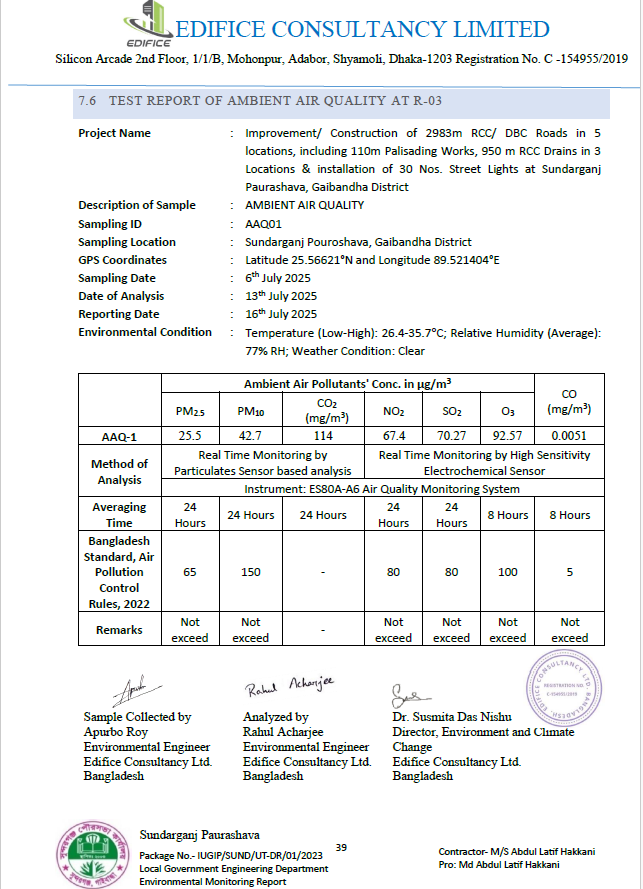 EDIFICE
EDIFICE CONSULTANCY LIMITED
Silicon Arcade 2nd Floor, 1/1/B, Mohonpur, Adabor, Shyamoli, Dhaka-1203 Registration No. C -154955/2019
7.6 TEST REPORT OF AMBIENT AIR QUALITY AT R-03
Project Name : Improvement/ Construction of 2983m RCC/ DBC Roads in 5
locations, including 110m Palisading Works, 950 m RCC Drains in 3
Locations & installation of 30 Nos. Street Lights at Sundarganj
Paurashava, Gaibandha District
Description of Sample : AMBIENT AIR QUALITY
Sampling ID : AAQ01
Sampling Location : Sundarganj Pouroshava, Gaibandha District
GPS Coordinates : Latitude 25.56621°N and Longitude 89.521404°E
Sampling Date : 6th July 2025
Date of Analysis : 13th July 2025
Reporting Date : 16th July 2025
Environmental Condition : Temperature (Low-High): 26.4-35.7°C; Relative Humidity (Average):
77% RH; Weather Condition: Clear
Ambient Air Pollutants' Conc. in µg/m³ CO (mg/m³)
PM2.5 PM10 CO2 (mg/m³) NO2 SO2 O3
AAQ-1 25.5 42.7 114 67.4 70.27 92.57 0.0051
Method of Analysis Real Time Monitoring by Particulates Sensor based analysis Real Time Monitoring by High Sensitivity Electrochemical Sensor
Instrument: ES80A-A6 Air Quality Monitoring System
Averaging Time 24 Hours 24 Hours 24 Hours 24 Hours 24 Hours 8 Hours 8 Hours
Bangladesh Standard, Air Pollution Control Rules, 2022 65 150 - 80 80 100 5
Remarks Not exceed Not exceed - Not exceed Not exceed Not exceed Not exceed
Apurbo
Rahul Acharjee
EDIFICE CONSULTANCY LTD. BANGLADESH
REGISTRATION NO.
C-154955/2019
Sample Collected by
Apurbo Roy
Environmental Engineer
Edifice Consultancy Ltd.
Bangladesh
Analyzed by
Rahul Acharjee
Environmental Engineer
Edifice Consultancy Ltd.
Bangladesh
Dr. Susmita Das Nishu
Director, Environment and Climate
Change
Edifice Consultancy Ltd.
Bangladesh
সুন্দরগঞ্জ পৌরসভা কার্যালয়
সুন্দরগঞ্জ, গাইবান্ধা
Sundarganj Paurashava
Package No.- IUGIP/SUND/UT-DR/01/2023
Local Government Engineering Department
Environmental Monitoring Report
39
Contractor- M/S Abdul Latif Hakkani
Pro: Md Abdul Latif Hakkani